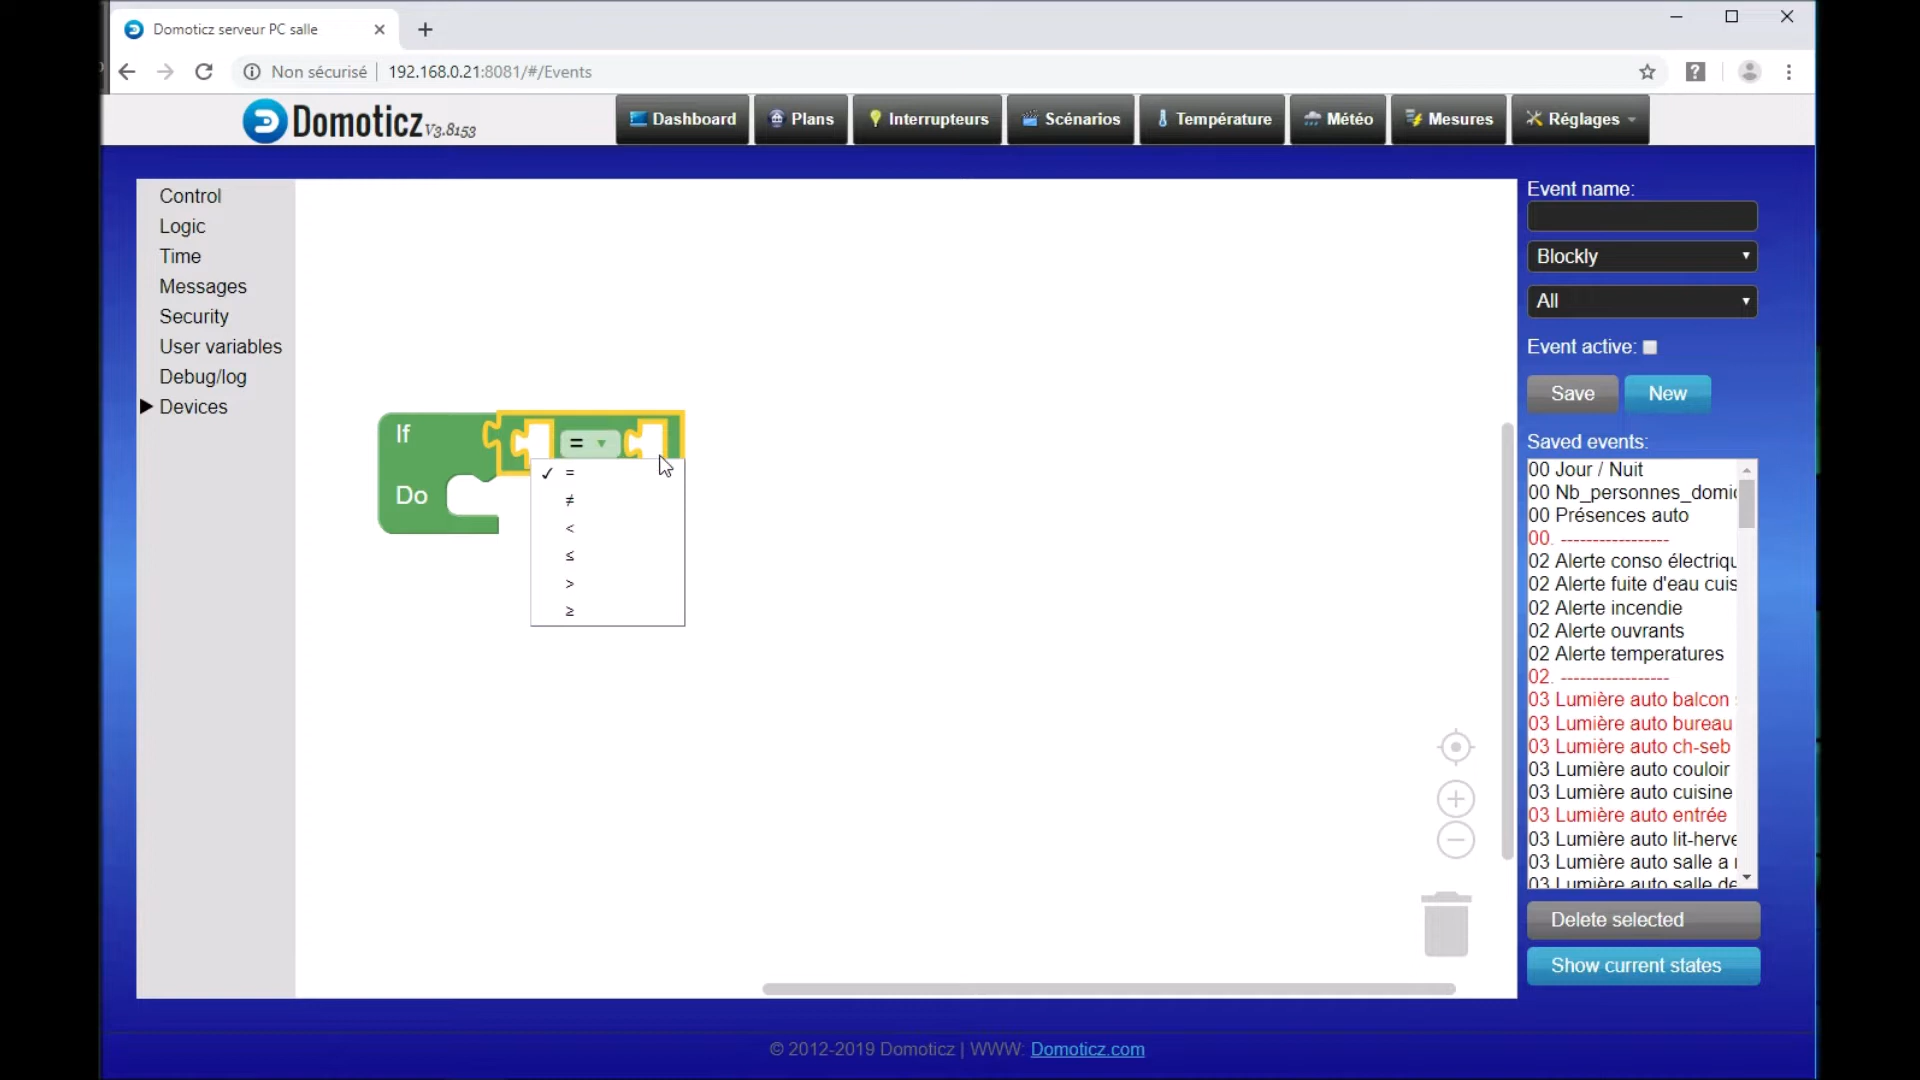 Domoticz serveur PC salle
Non sécurisé
192.168.0.21:8081/#/Events
Domoticz V3.8153
Dashboard
Plans
Interrupteurs
Scénarios
Température
Météo
Mesures
Réglages
Control
Logic
Time
Messages
Security
User variables
Debug/log
Devices
If
=
Do
✓ =
≠
<
≤
>
≥
Event name:
Blockly
All
Event active:
Save
New
Saved events:
00 Jour / Nuit
00 Nb_personnes_domic
00 Présences auto
00. -----------------
02 Alerte conso électriqu
02 Alerte fuite d'eau cuis
02 Alerte incendie
02 Alerte ouvrants
02 Alerte temperatures
02. -----------------
03 Lumière auto balcon
03 Lumière auto bureau
03 Lumière auto ch-seb
03 Lumière auto couloir
03 Lumière auto cuisine
03 Lumière auto entrée
03 Lumière auto lit-herve
03 Lumière auto salle a
03 Lumière auto salle de
Delete selected
Show current states
© 2012-2019 Domoticz | WWW: Domoticz.com